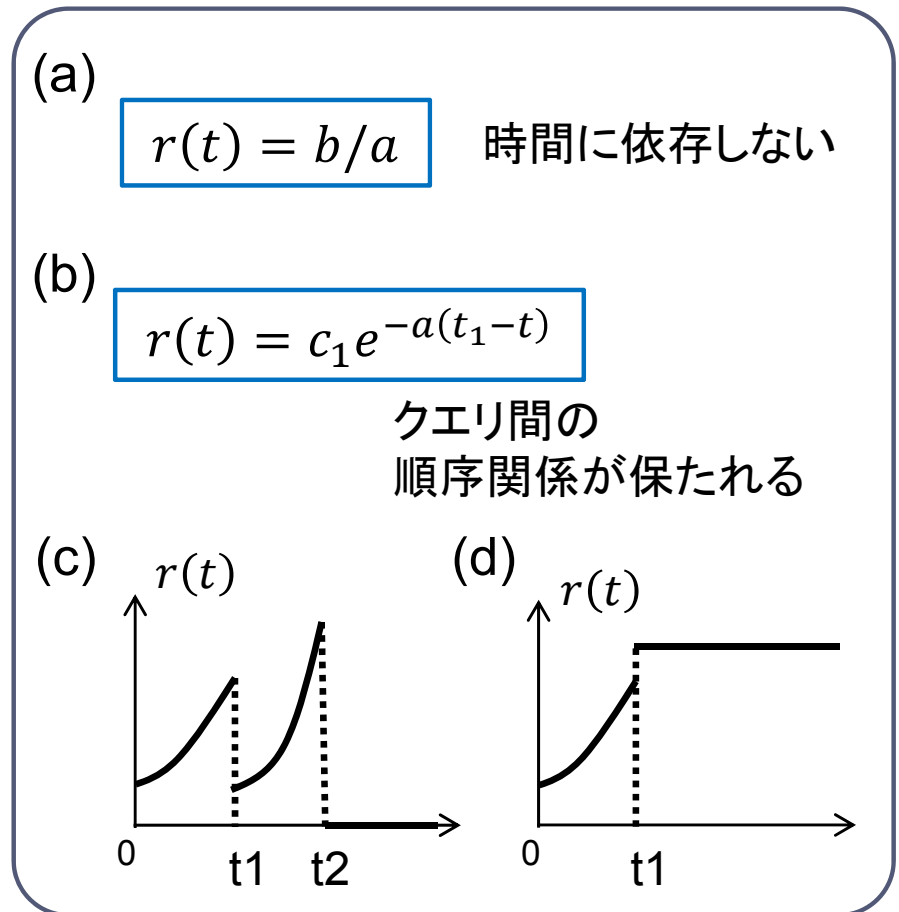 (a)
r(t) = b/a 時間に依存しない
(b)
r(t) = c₁e^{-a(t₁-t)}
クエリ間の
順序関係が保たれる
(c) r(t) (d) r(t)
0 t1 t2 0 t1